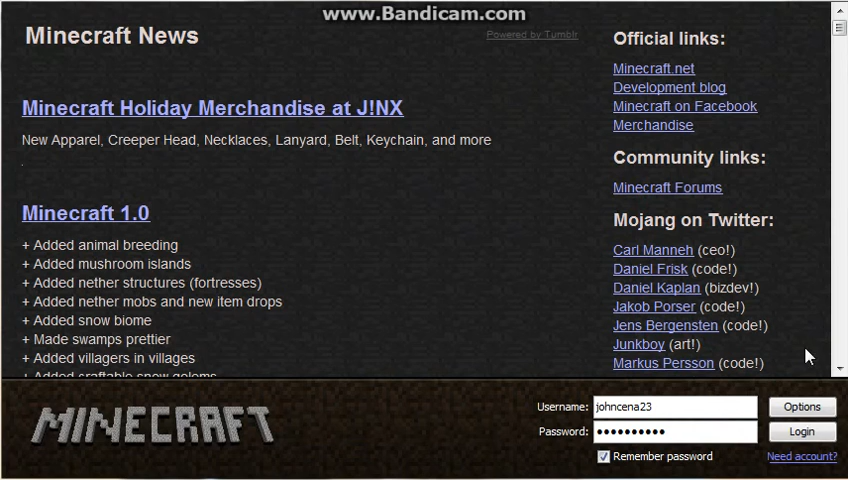 www.Bandicam.com
Minecraft News
Powered by Tumblr
Minecraft Holiday Merchandise at J!NX
New Apparel, Creeper Head, Necklaces, Lanyard, Belt, Keychain, and more
.
Minecraft 1.0
+ Added animal breeding
+ Added mushroom islands
+ Added nether structures (fortresses)
+ Added nether mobs and new item drops
+ Added snow biome
+ Made swamps prettier
+ Added villagers in villages
+ Added craftable snow golems
Official links:
Minecraft.net
Development blog
Minecraft on Facebook
Merchandise
Community links:
Minecraft Forums
Mojang on Twitter:
Carl Manneh (ceo!)
Daniel Frisk (code!)
Daniel Kaplan (bizdev!)
Jakob Porser (code!)
Jens Bergensten (code!)
Junkboy (art!)
Markus Persson (code!)
MINECRAFT
Username: johncena23
Options
Password: ●●●●●●●●●●
Login
Remember password
Need account?